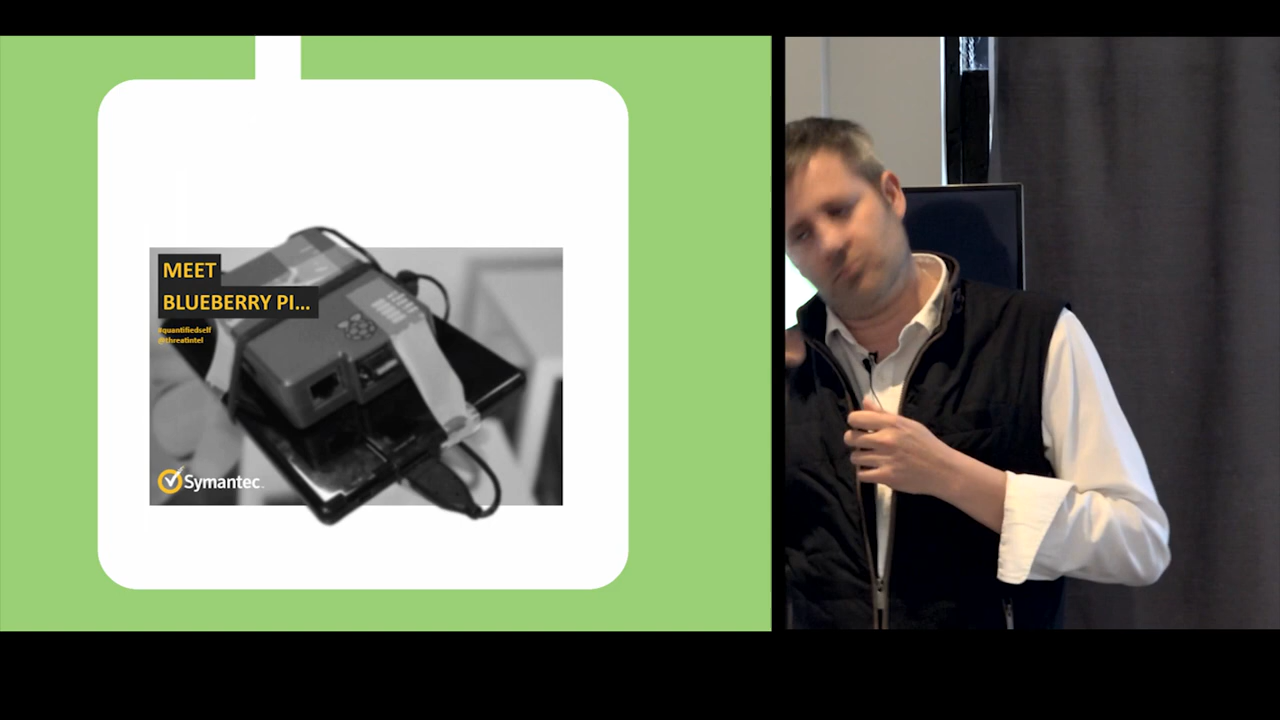 MEET
BLUEBERRY PI...
#quantifiedself
@threatintel
Symantec.